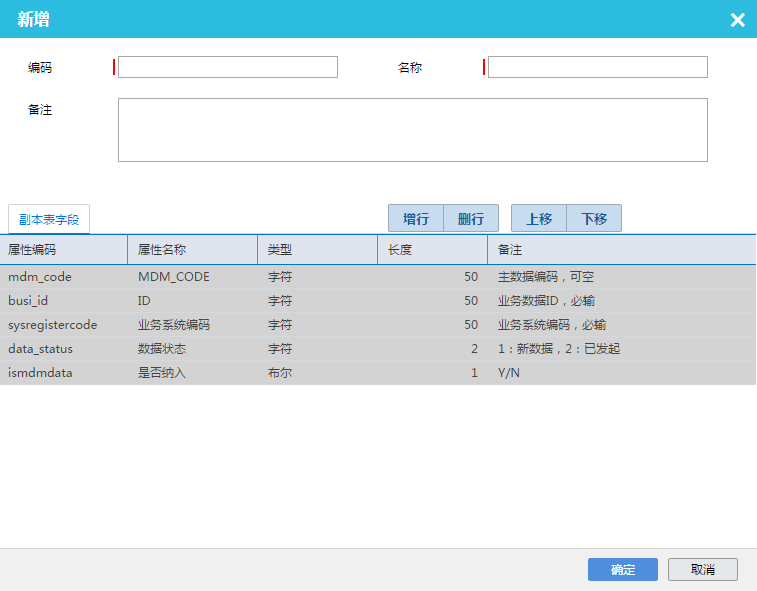 新增
编码 名称
备注
副本表字段 增行 删行 上移 下移
属性编码 属性名称 类型 长度 备注
mdm_code MDM_CODE 字符 50 主数据编码，可空
busi_id ID 字符 50 业务数据ID，必输
sysregistercode 业务系统编码 字符 50 业务系统编码，必输
data_status 数据状态 字符 2 1：新数据，2：已发起
ismdmdata 是否纳入 布尔 1 Y/N
确定 取消